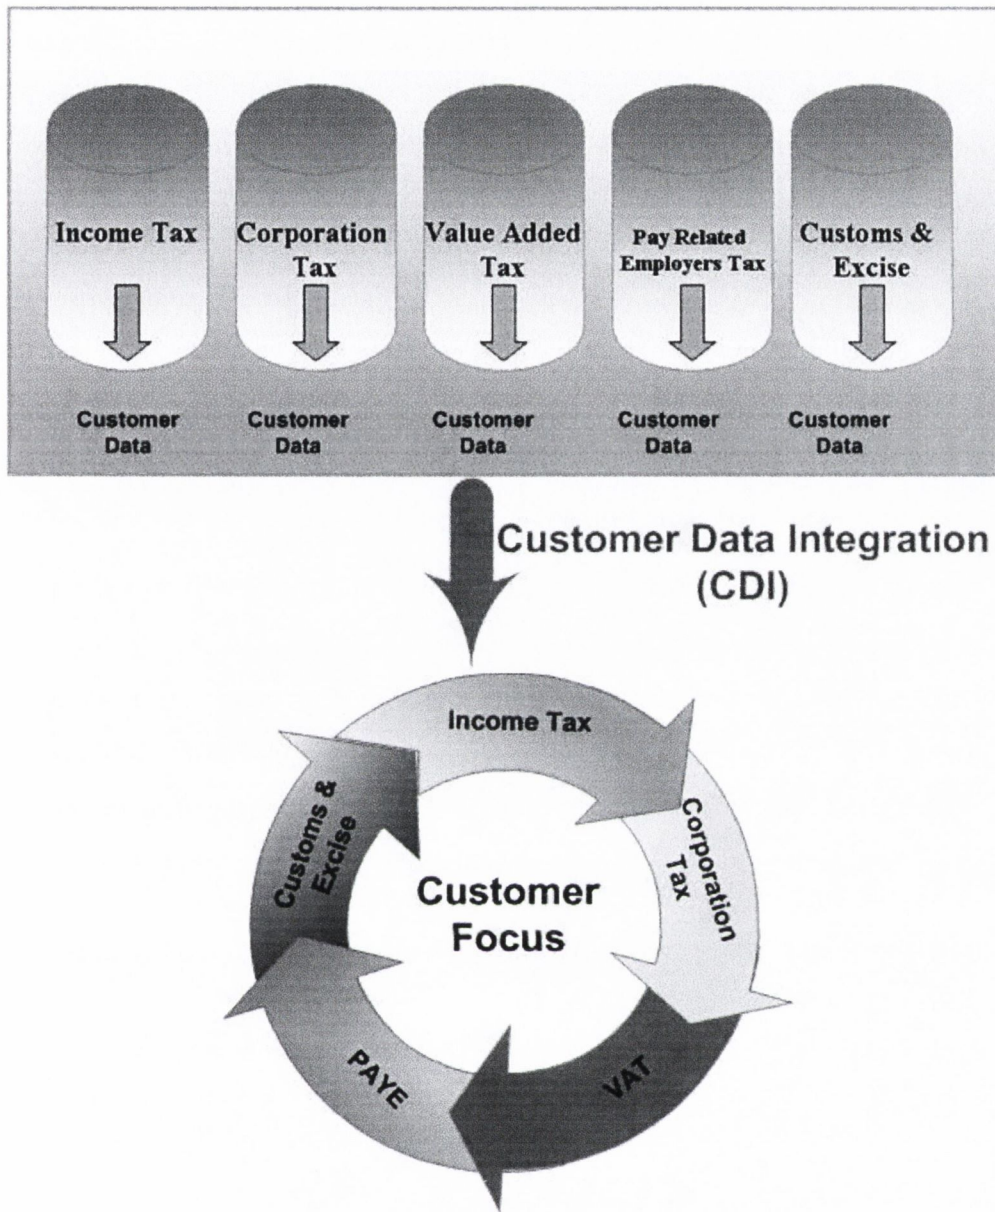 Income Tax
Corporation
Tax
Value Added
Tax
Pay Related
Employers Tax
Customs &
Excise
Customer
Data
Customer
Data
Customer
Data
Customer
Data
Customer
Data
Customer Data Integration
(CDI)
Income Tax
Corporation
Tax
VAT
PAYE
Customs &
Excise
Customer
Focus